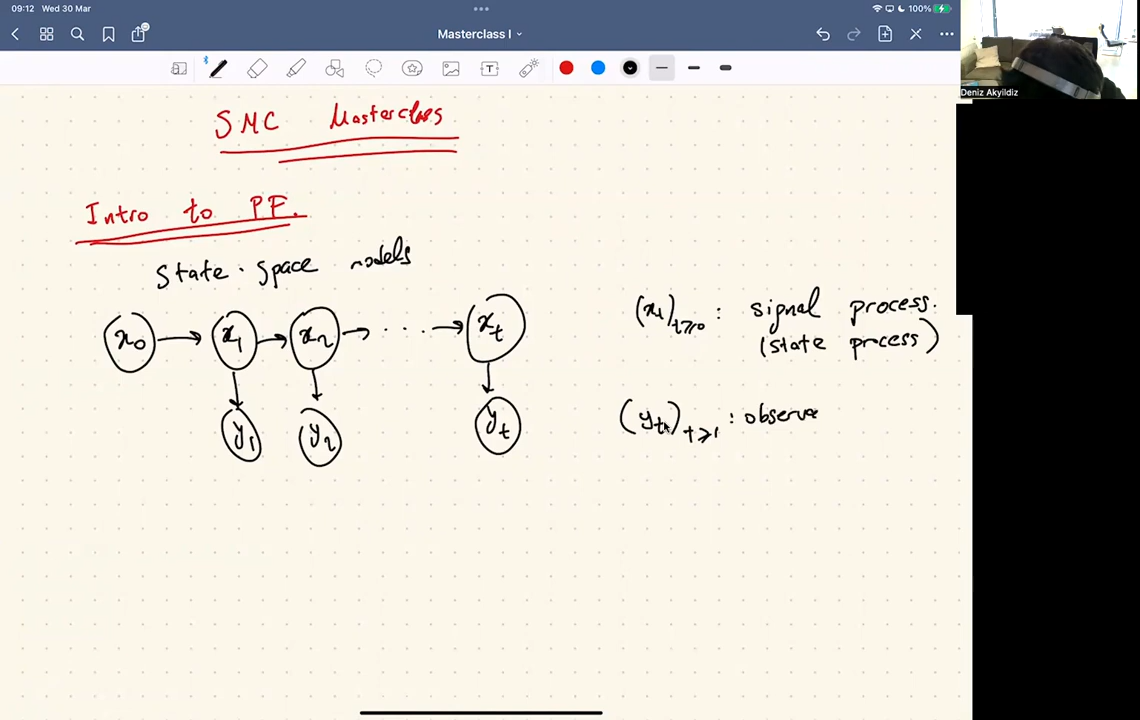 09:12 Wed 30 Mar
100%
Masterclass I
Deniz Akyildiz
SMC Masterclass
Intro to PF.
State-space models
x0 → x1 → x2 → ... → xt
y1 y2 yt
(xt)t≥0 : signal process.
(state process)
(yt)t≥1 : observa